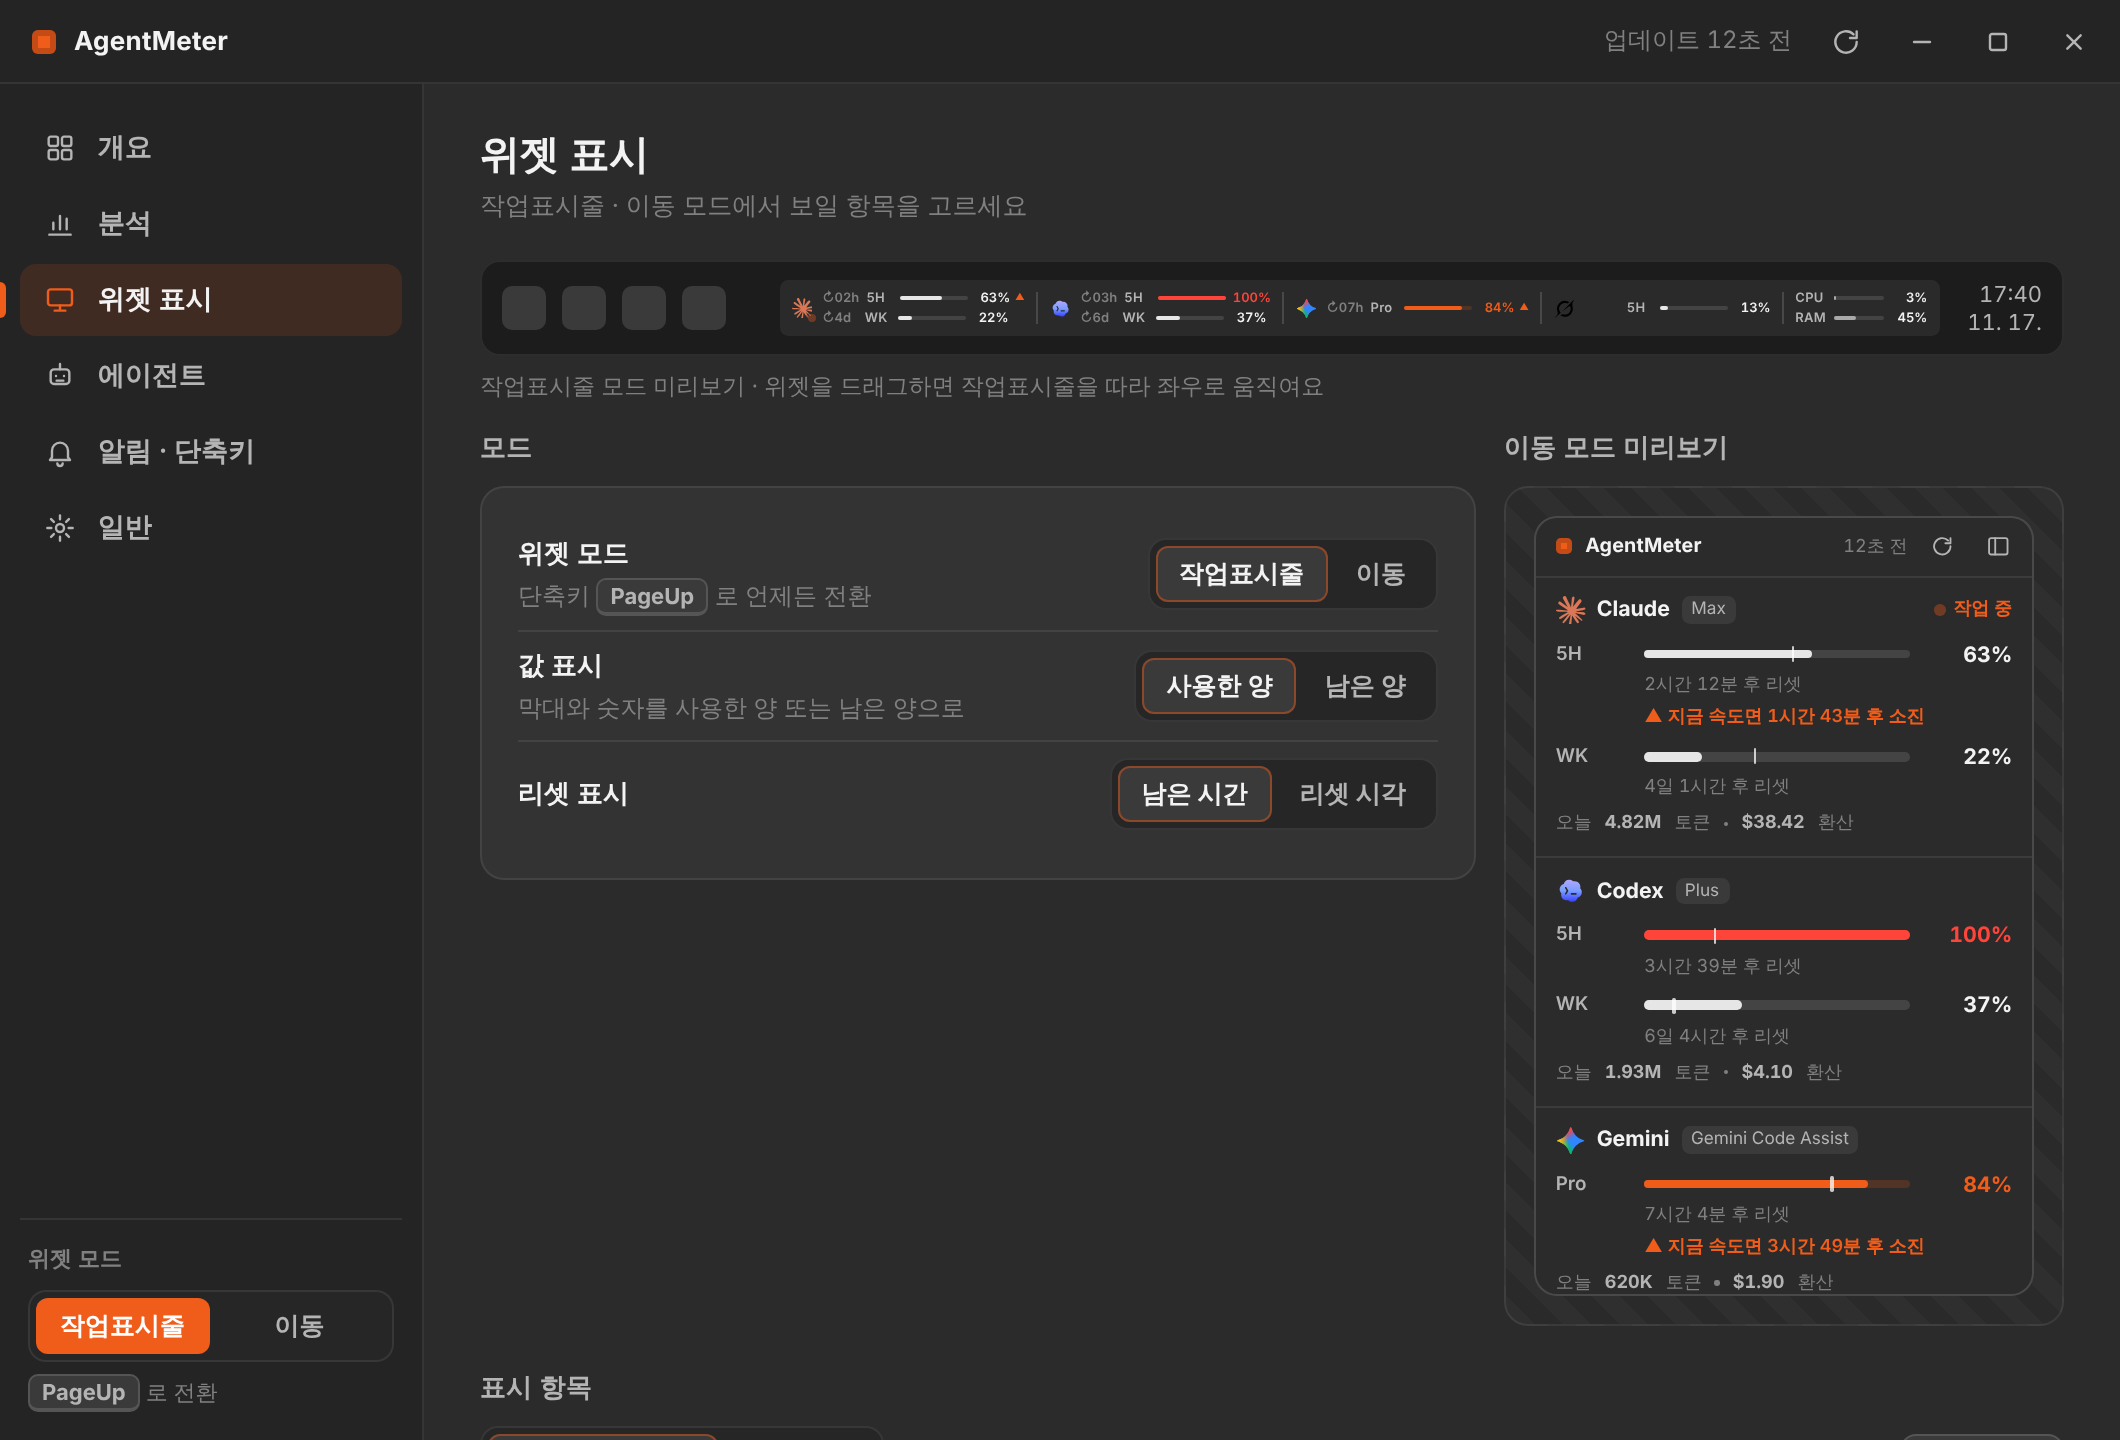 AgentMeter
업데이트 12초 전
개요
분석
위젯 표시
에이전트
알림 · 단축키
일반
위젯 모드
작업표시줄 이동
PageUp 로 전환
위젯 표시
작업표시줄 · 이동 모드에서 보일 항목을 고르세요
02h 5H 63%
4d WK 22%
03h 5H 100%
6d WK 37%
07h Pro 84%
5H 13%
CPU 3%
RAM 45%
17:40
11. 17.
작업표시줄 모드 미리보기 · 위젯을 드래그하면 작업표시줄을 따라 좌우로 움직여요
모드
위젯 모드
단축키 PageUp 로 언제든 전환
작업표시줄 이동
값 표시
막대와 숫자를 사용한 양 또는 남은 양으로
사용한 양 남은 양
리셋 표시
남은 시간 리셋 시각
이동 모드 미리보기
AgentMeter 12초 전
Claude Max 작업 중
5H 63%
2시간 12분 후 리셋
▲ 지금 속도면 1시간 43분 후 소진
WK 22%
4일 1시간 후 리셋
오늘 4.82M 토큰 · $38.42 환산
Codex Plus
5H 100%
3시간 39분 후 리셋
WK 37%
6일 4시간 후 리셋
오늘 1.93M 토큰 · $4.10 환산
Gemini Gemini Code Assist
Pro 84%
7시간 4분 후 리셋
▲ 지금 속도면 3시간 49분 후 소진
오늘 620K 토큰 · $1.90 환산
표시 항목